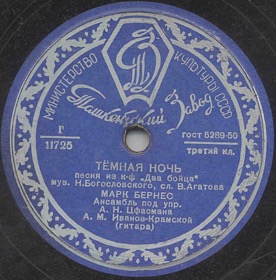 МИНИСТЕРСТВО КУЛЬТУРЫ СССР
Ташкентский Завод
Г
11725
ГОСТ 5289-50
третий кл.
ТЁМНАЯ НОЧЬ
песня из к-ф „Два бойца"
муз. Н.Богословского, сл. В.Агатова
МАРК БЕРНЕС
Ансамбль под упр.
А. Н. Цфасмана
А. М. Иванов-Крамской
(гитара)